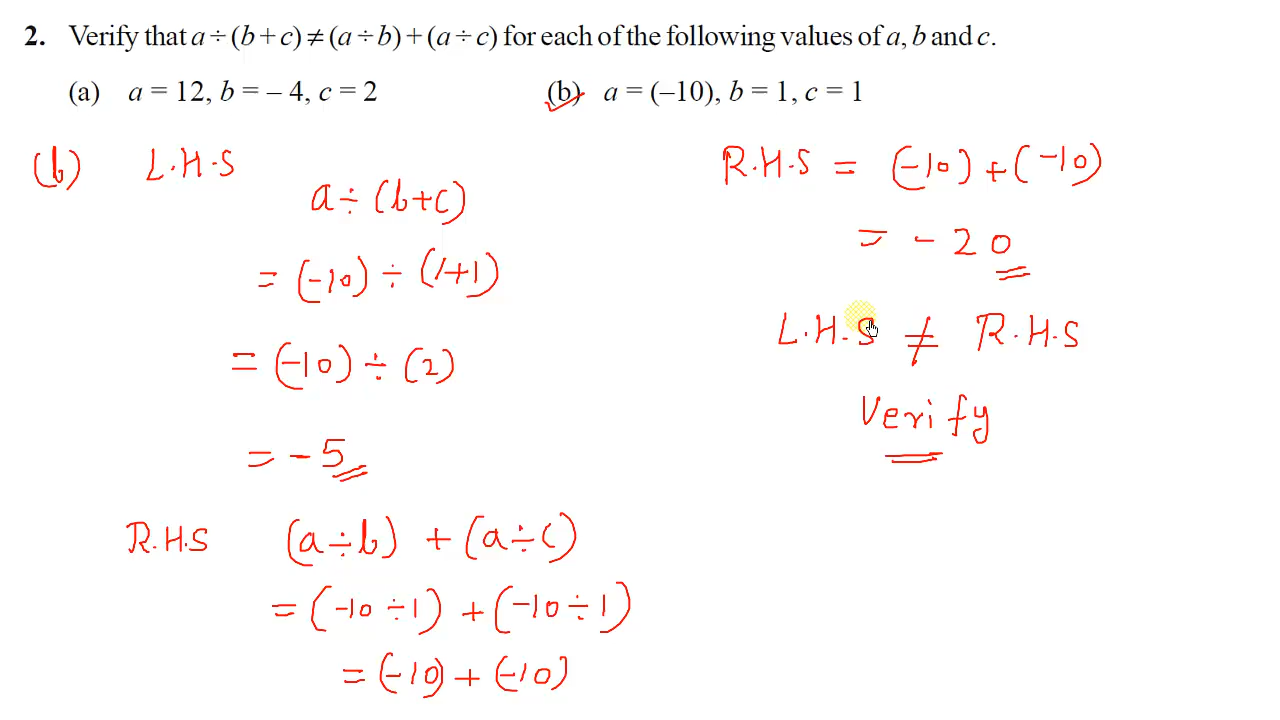 2. Verify that a ÷ (b + c) ≠ (a ÷ b) + (a ÷ c) for each of the following values of a, b and c.
(a) a = 12, b = – 4, c = 2
(b) a = (–10), b = 1, c = 1
(b) L.H.S
a ÷ (b+c)
= (-10) ÷ (1+1)
= (-10) ÷ (2)
= - 5
R.H.S (a ÷ b) + (a ÷ c)
= (-10 ÷ 1) + (-10 ÷ 1)
= (-10) + (-10)
R.H.S = (-10) + (-10)
= - 20
L.H.S ≠ R.H.S
Verify